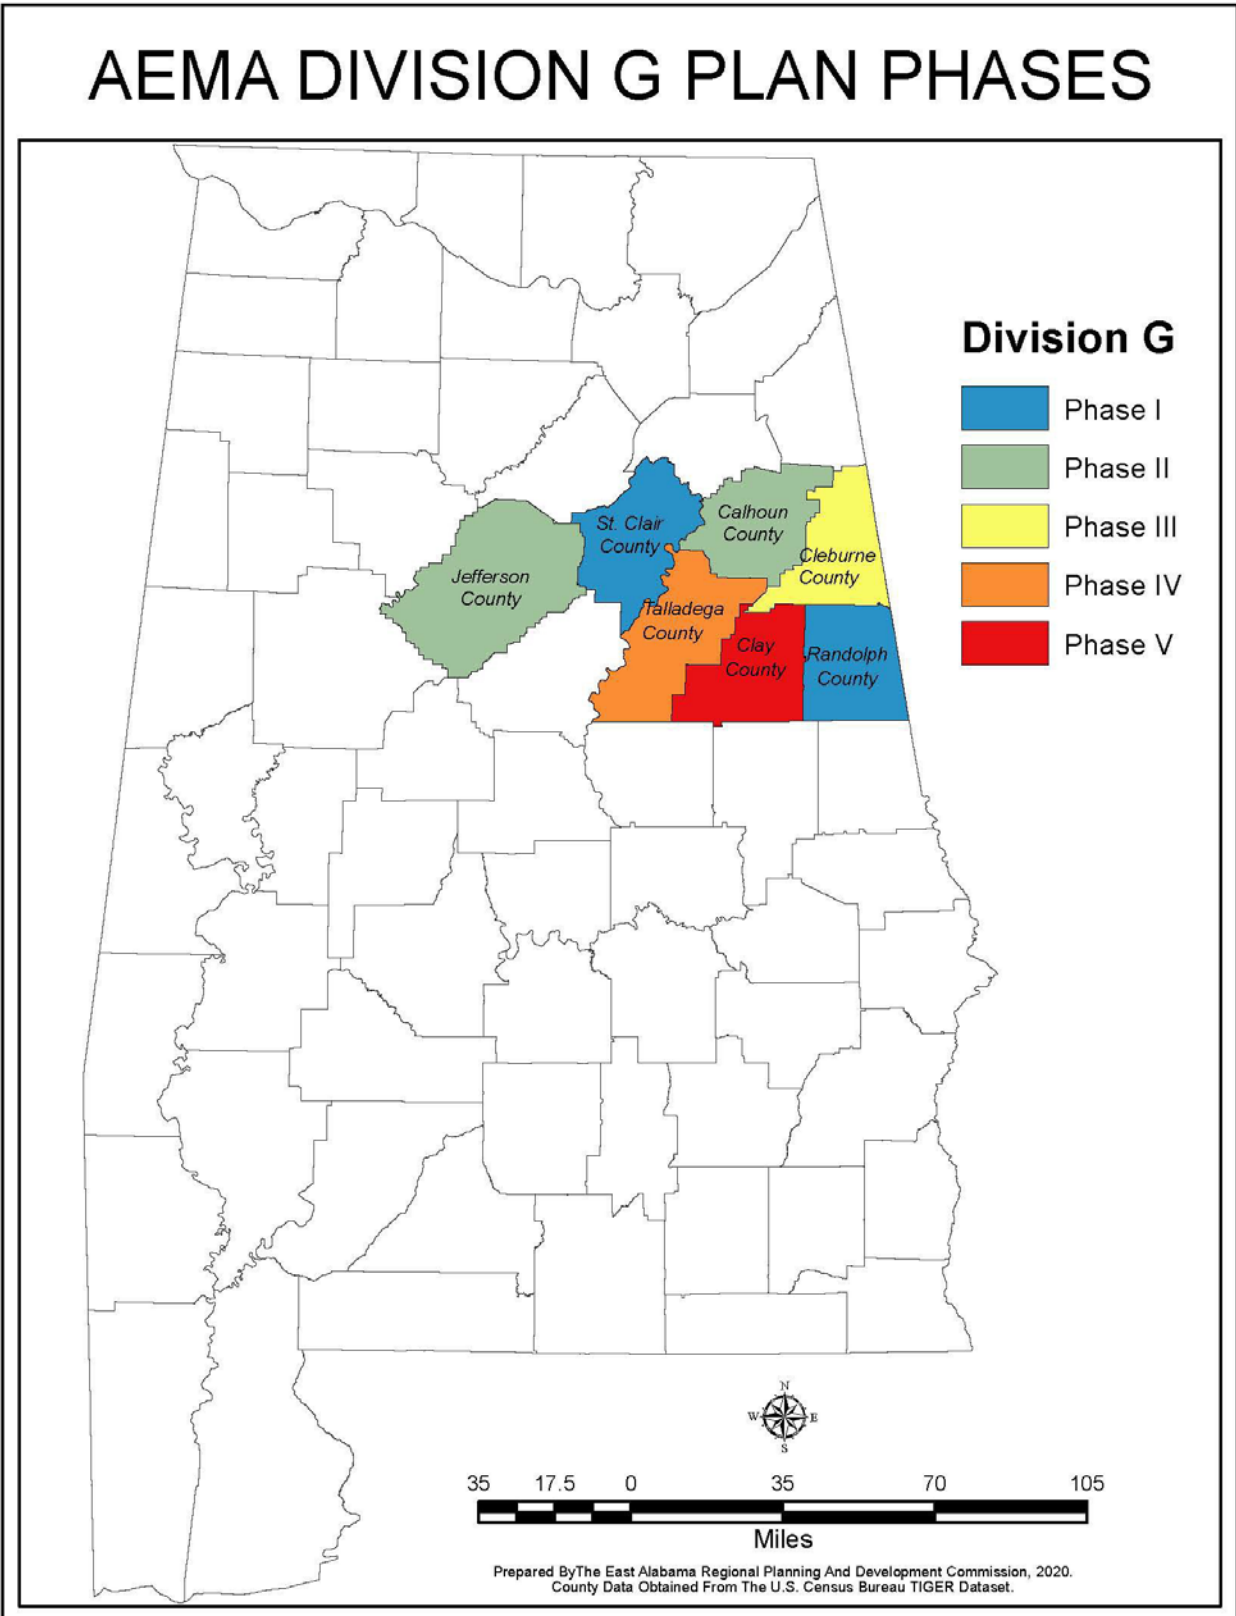 AEMA DIVISION G PLAN PHASES
Division G
Phase I
Phase II
Phase III
Phase IV
Phase V
St. Clair
County
Calhoun
County
Cleburne
County
Jefferson
County
Talladega
County
Clay
County
Randolph
County
N
W E
S
35 17.5 0 35 70 105
Miles
Prepared ByThe East Alabama Regional Planning And Development Commission, 2020.
County Data Obtained From The U.S. Census Bureau TIGER Dataset.